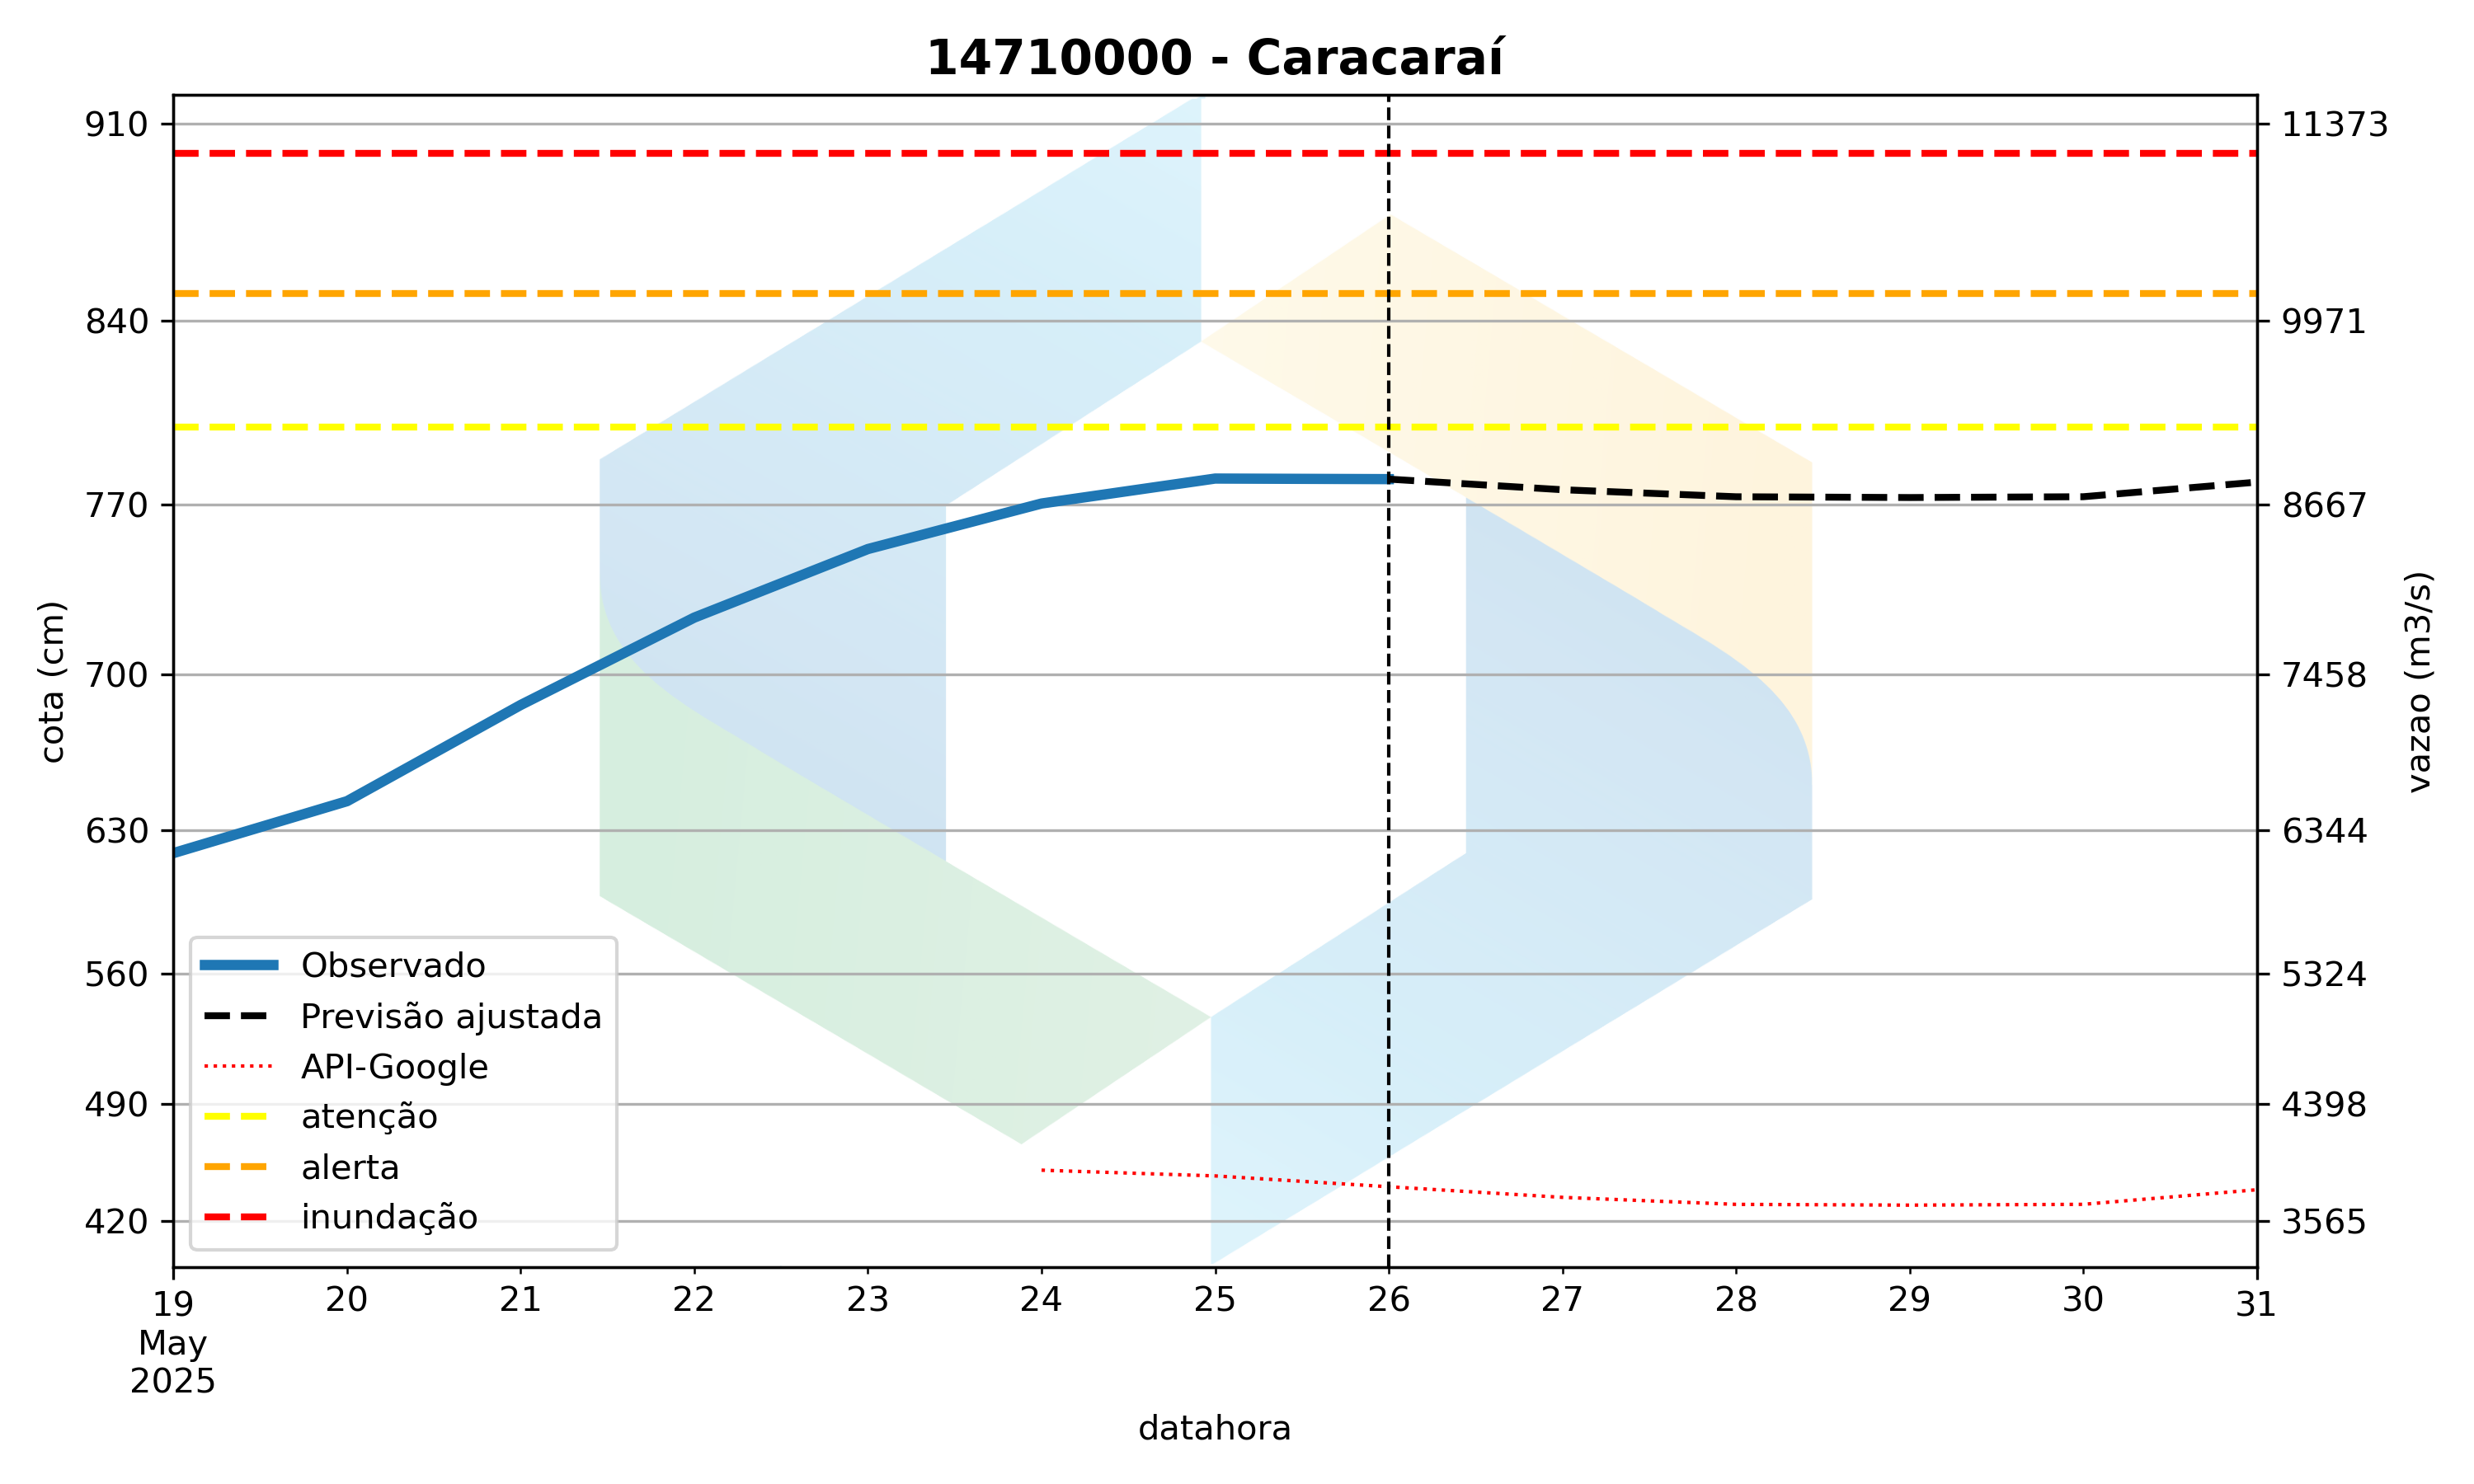 14710000 - Caracaraí
910
840
770
700
630
560
490
420
cota (cm)
11373
9971
8667
7458
6344
5324
4398
3565
vazao (m3/s)
Observado
Previsão ajustada
API-Google
atenção
alerta
inundação
19 20 21 22 23 24 25 26 27 28 29 30 31
May
2025
datahora